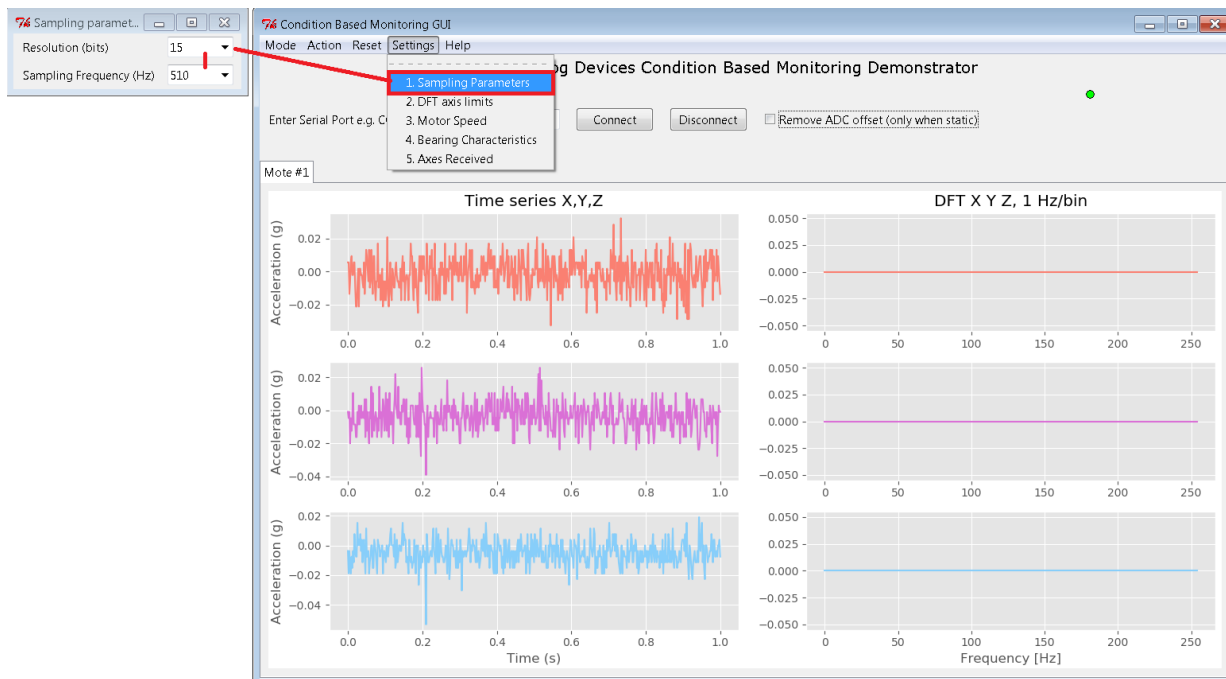 Sampling paramet...
Resolution (bits) 15
Sampling Frequency (Hz) 510
Condition Based Monitoring GUI
Mode Action Reset Settings Help
og Devices Condition Based Monitoring Demonstrator
1. Sampling Parameters
2. DFT axis limits
3. Motor Speed
4. Bearing Characteristics
5. Axes Received
Enter Serial Port e.g. C Connect Disconnect Remove ADC offset (only when static)
Mote #1
Time series X,Y,Z
Acceleration (g)
0.02
0.00
−0.02
0.0 0.2 0.4 0.6 0.8 1.0
Acceleration (g)
0.02
0.00
−0.02
−0.04
0.0 0.2 0.4 0.6 0.8 1.0
Acceleration (g)
0.02
0.00
−0.02
−0.04
0.0 0.2 0.4 0.6 0.8 1.0
Time (s)
DFT X Y Z, 1 Hz/bin
0.050
0.025
0.000
−0.025
−0.050
0 50 100 150 200 250
0.050
0.025
0.000
−0.025
−0.050
0 50 100 150 200 250
0.050
0.025
0.000
−0.025
−0.050
0 50 100 150 200 250
Frequency [Hz]